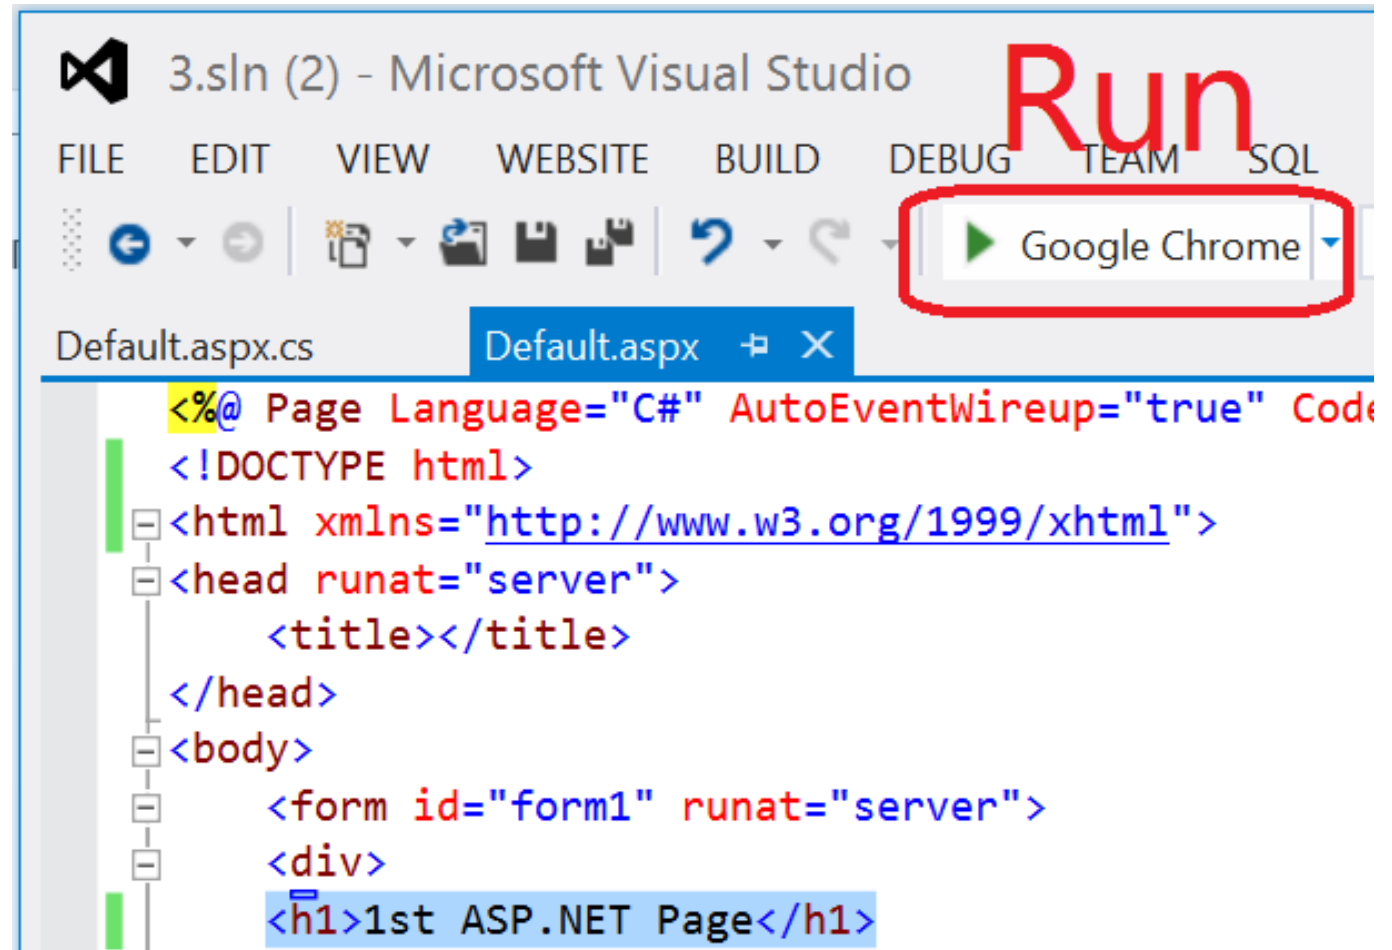 3.sln (2) - Microsoft Visual Studio
Run
FILE EDIT VIEW WEBSITE BUILD DEBUG TEAM SQL
Google Chrome
Default.aspx.cs Default.aspx
<%@ Page Language="C#" AutoEventWireup="true" Code
<!DOCTYPE html>
<html xmlns="http://www.w3.org/1999/xhtml">
<head runat="server">
<title></title>
</head>
<body>
<form id="form1" runat="server">
<div>
<h1>1st ASP.NET Page</h1>